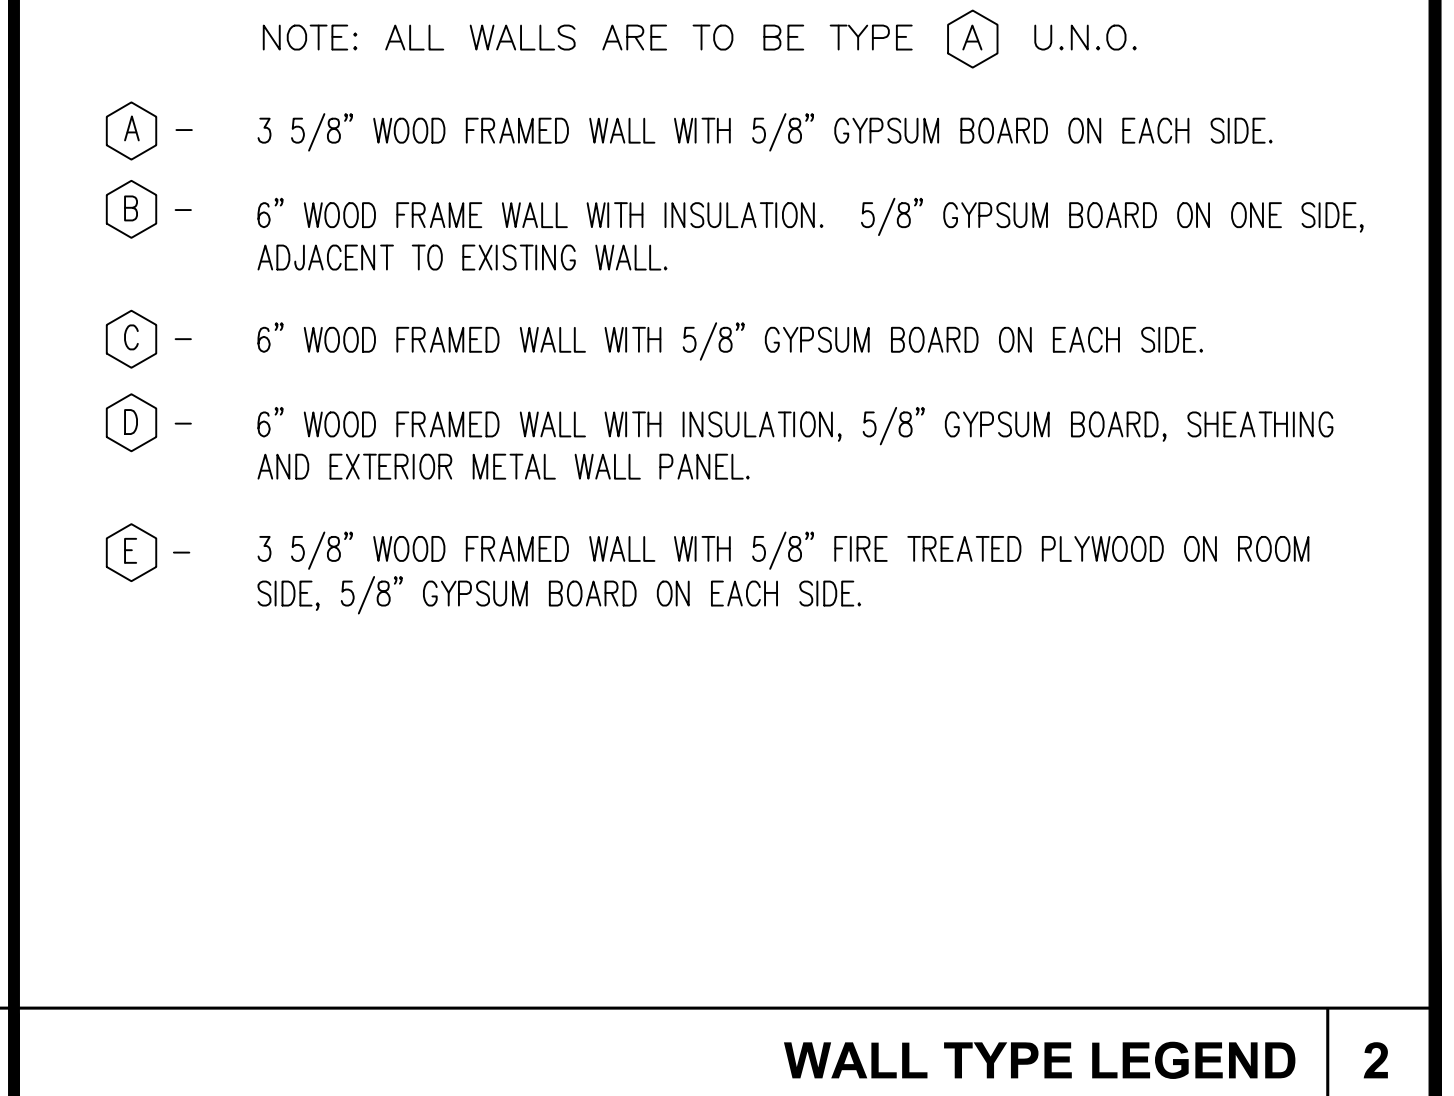 NOTE: ALL WALLS ARE TO BE TYPE A U.N.O.
A – 3 5/8" WOOD FRAMED WALL WITH 5/8" GYPSUM BOARD ON EACH SIDE.
B – 6" WOOD FRAME WALL WITH INSULATION. 5/8" GYPSUM BOARD ON ONE SIDE,
ADJACENT TO EXISTING WALL.
C – 6" WOOD FRAMED WALL WITH 5/8" GYPSUM BOARD ON EACH SIDE.
D – 6" WOOD FRAMED WALL WITH INSULATION, 5/8" GYPSUM BOARD, SHEATHING
AND EXTERIOR METAL WALL PANEL.
E – 3 5/8" WOOD FRAMED WALL WITH 5/8" FIRE TREATED PLYWOOD ON ROOM
SIDE, 5/8" GYPSUM BOARD ON EACH SIDE.
WALL TYPE LEGEND 2